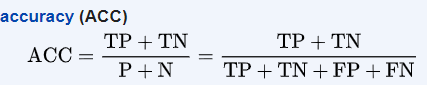 accuracy (ACC)
ACC = (TP + TN) / (P + N) = (TP + TN) / (TP + TN + FP + FN)